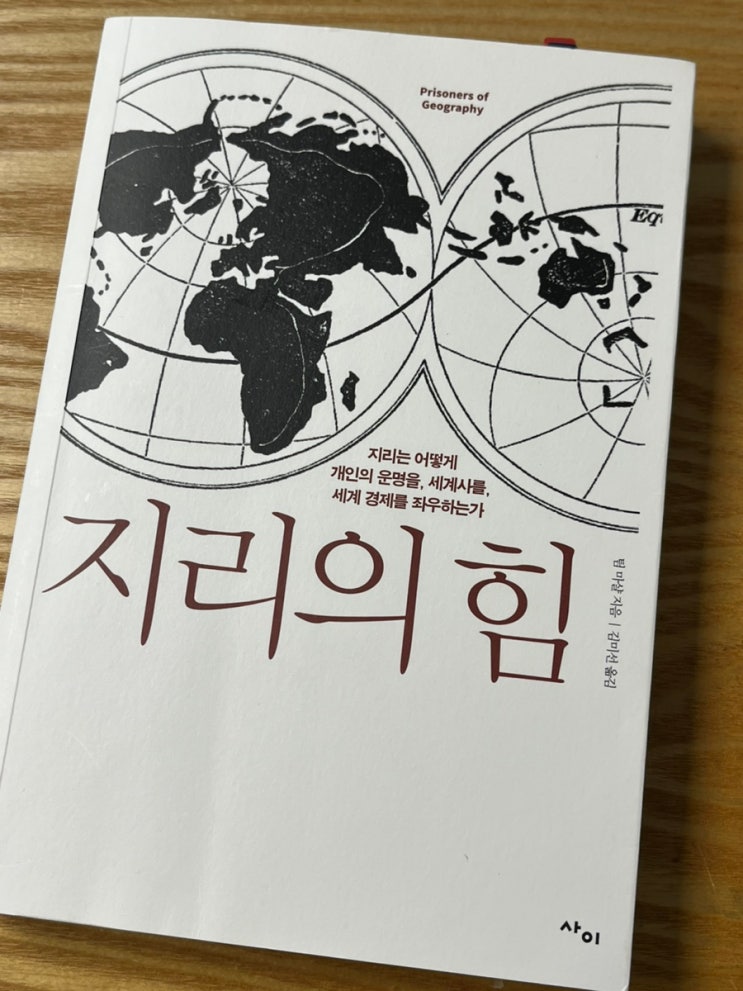 Prisoners of
Geography
Eq
지리는 어떻게
개인의 운명을, 세계사를,
세계 경제를 좌우하는가
지리의 힘
팀 마샬 지음 | 김미선 옮김
사이